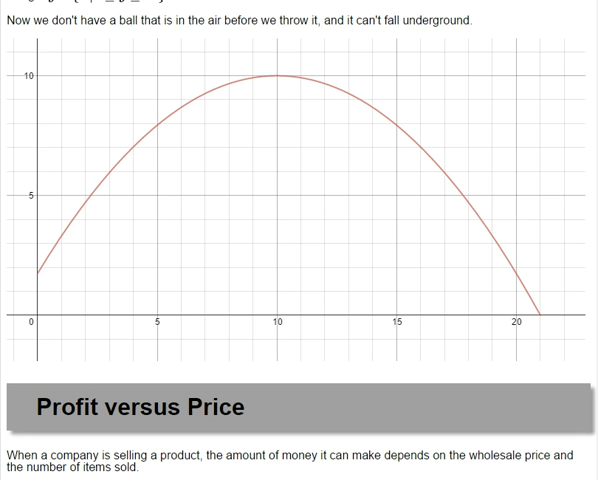 Now we don't have a ball that is in the air before we throw it, and it can't fall underground.
10
5
0 5 10 15 20
Profit versus Price
When a company is selling a product, the amount of money it can make depends on the wholesale price and
the number of items sold.